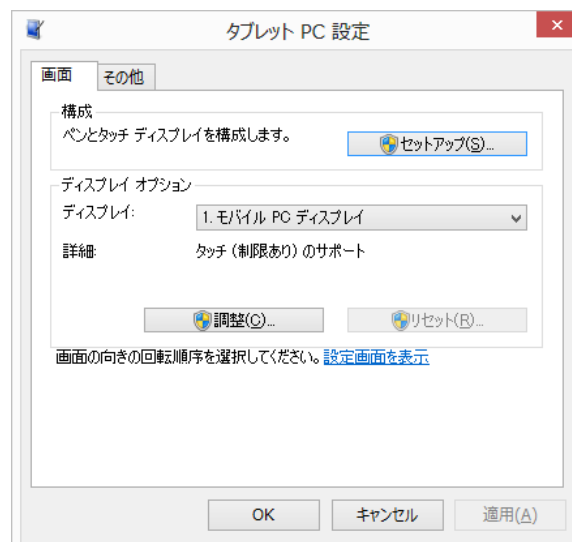 タブレット PC 設定
画面 その他
構成
ペンとタッチ ディスプレイを構成します。 セットアップ(S)...
ディスプレイ オプション
ディスプレイ: 1. モバイル PC ディスプレイ
詳細: タッチ (制限あり) のサポート
調整(C)... リセット(R)...
画面の向きの回転順序を選択してください。設定画面を表示
OK キャンセル 適用(A)